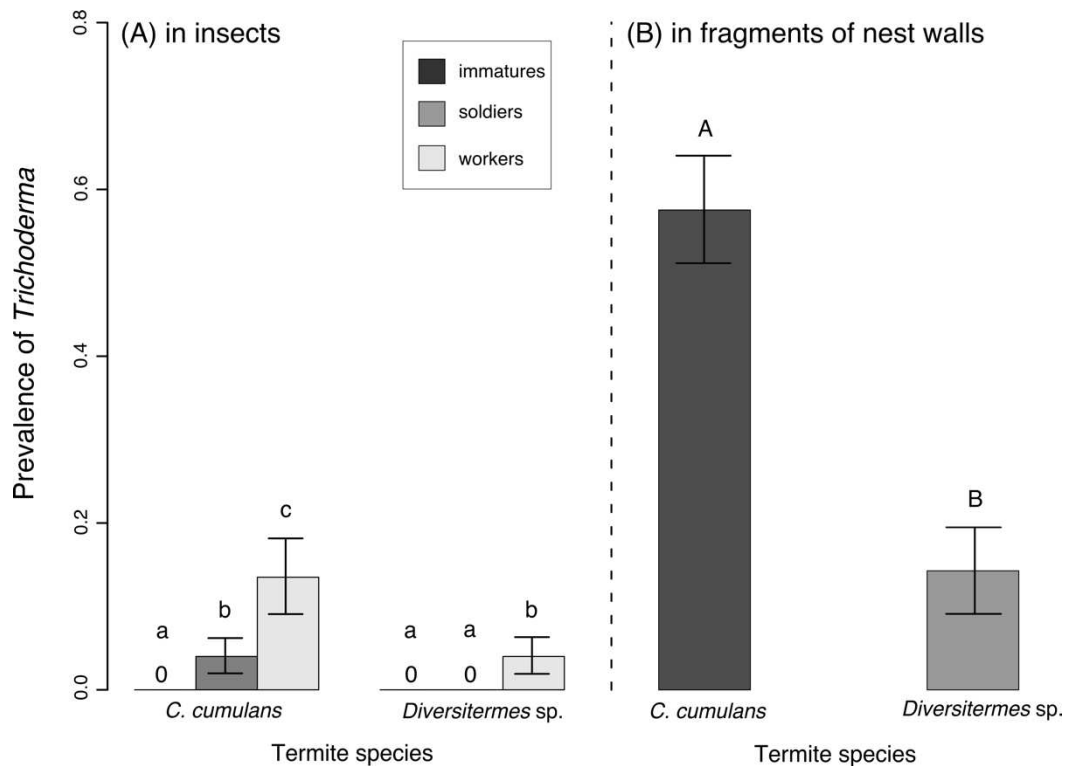 Prevalence of Trichoderma
0.8
0.6
0.4
0.2
0.0
(A) in insects
immatures
soldiers
workers
a
0
b
c
a
0
a
0
b
C. cumulans
Diversitermes sp.
Termite species
(B) in fragments of nest walls
A
B
C. cumulans
Diversitermes sp.
Termite species